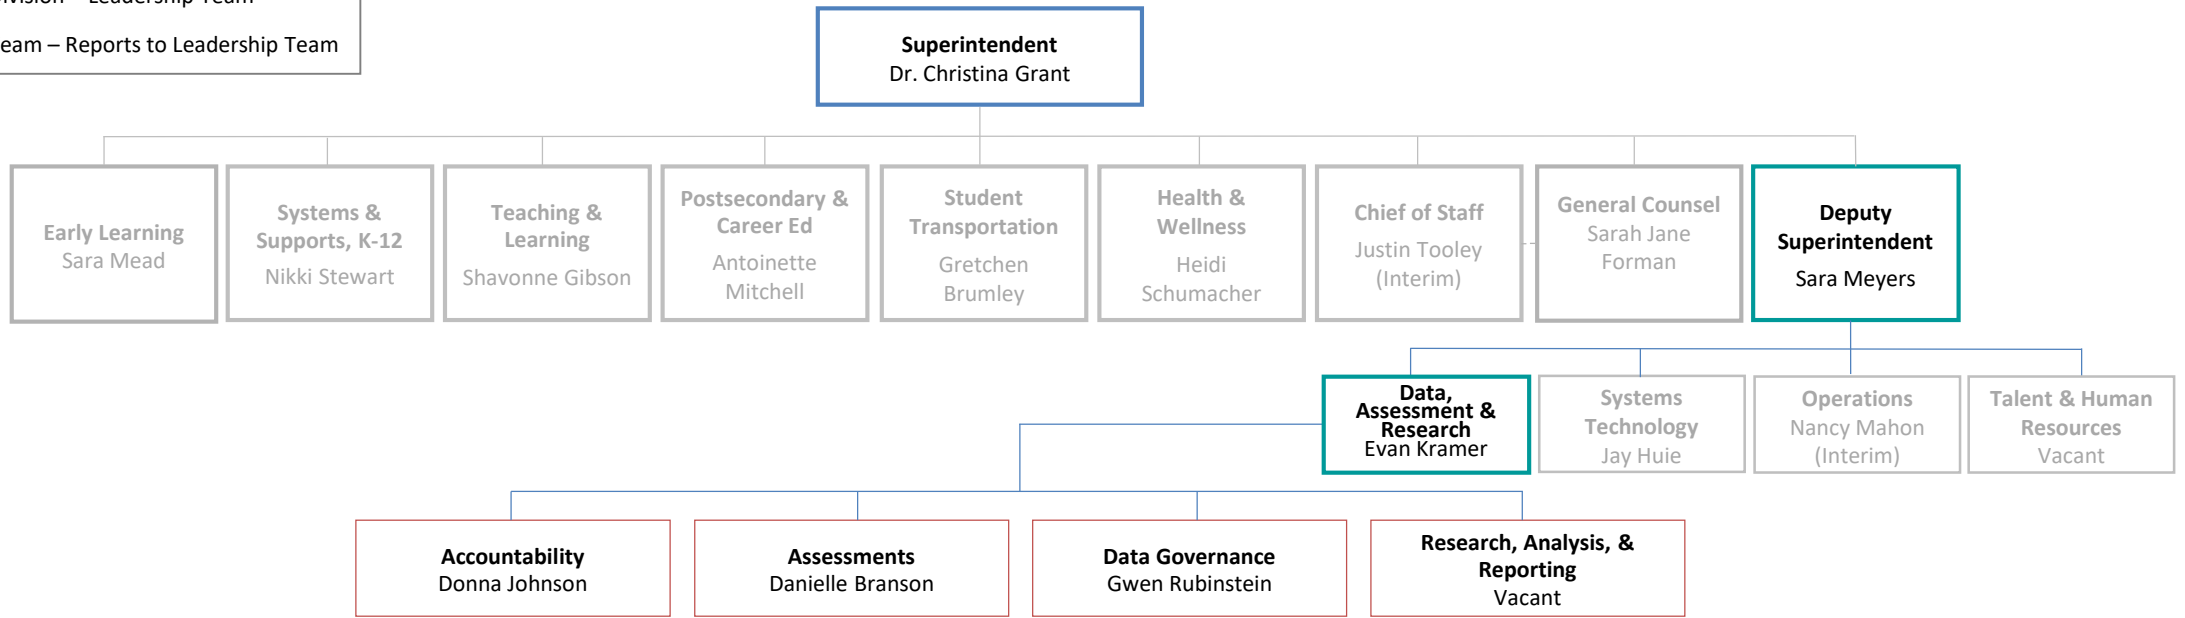 Division – Leadership Team
Team – Reports to Leadership Team
Superintendent
Dr. Christina Grant
Early Learning
Sara Mead
Systems &
Supports, K-12
Nikki Stewart
Teaching &
Learning
Shavonne Gibson
Postsecondary &
Career Ed
Antoinette
Mitchell
Student
Transportation
Gretchen
Brumley
Health &
Wellness
Heidi
Schumacher
Chief of Staff
Justin Tooley
(Interim)
General Counsel
Sarah Jane
Forman
Deputy
Superintendent
Sara Meyers
Data,
Assessment &
Research
Evan Kramer
Systems
Technology
Jay Huie
Operations
Nancy Mahon
(Interim)
Talent & Human
Resources
Vacant
Accountability
Donna Johnson
Assessments
Danielle Branson
Data Governance
Gwen Rubinstein
Research, Analysis, &
Reporting
Vacant